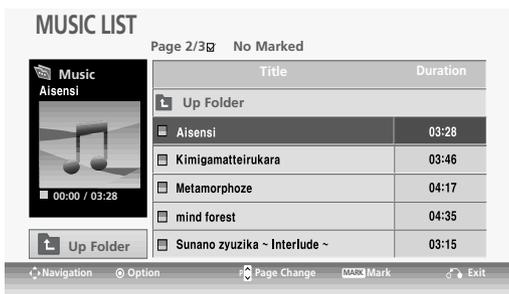 MUSIC LIST
Page 2/3 No Marked
Music
Aisensi
00:00 / 03:28
Up Folder
Title Duration
Up Folder
Aisensi 03:28
Kimigamatteirukara 03:46
Metamorphoze 04:17
mind forest 04:35
Sunano zyuzika ~ Interlude ~ 03:15
Navigation Option P Page Change MARK Mark Exit